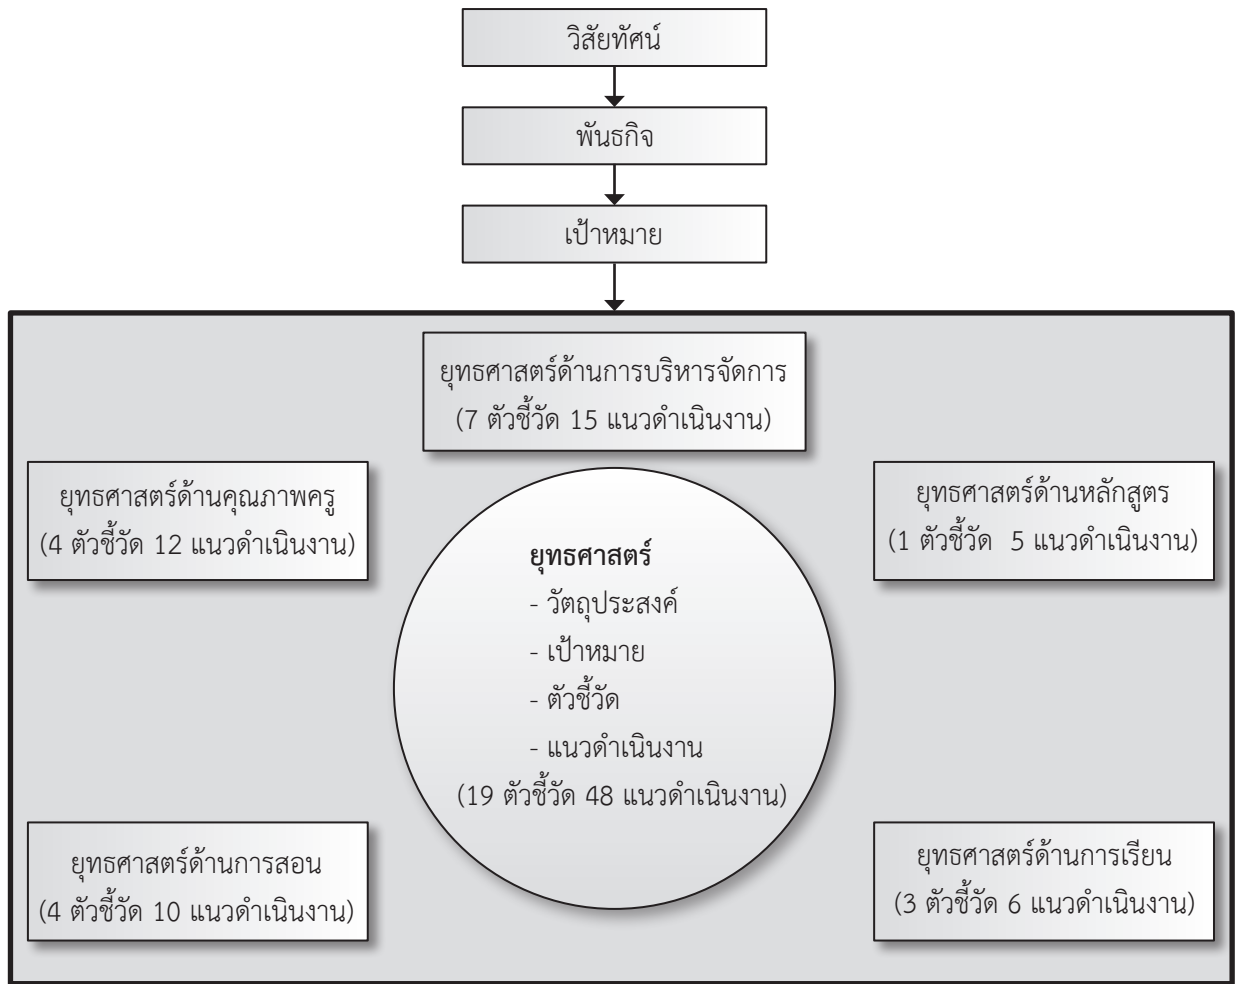 วิสัยทัศน์
พันธกิจ
เป้าหมาย
ยุทธศาสตร์ด้านการบริหารจัดการ
(7 ตัวชี้วัด 15 แนวดำเนินงาน)
ยุทธศาสตร์ด้านคุณภาพครู
(4 ตัวชี้วัด 12 แนวดำเนินงาน)
ยุทธศาสตร์ด้านหลักสูตร
(1 ตัวชี้วัด 5 แนวดำเนินงาน)
ยุทธศาสตร์
- วัตถุประสงค์
- เป้าหมาย
- ตัวชี้วัด
- แนวดำเนินงาน
(19 ตัวชี้วัด 48 แนวดำเนินงาน)
ยุทธศาสตร์ด้านการสอน
(4 ตัวชี้วัด 10 แนวดำเนินงาน)
ยุทธศาสตร์ด้านการเรียน
(3 ตัวชี้วัด 6 แนวดำเนินงาน)